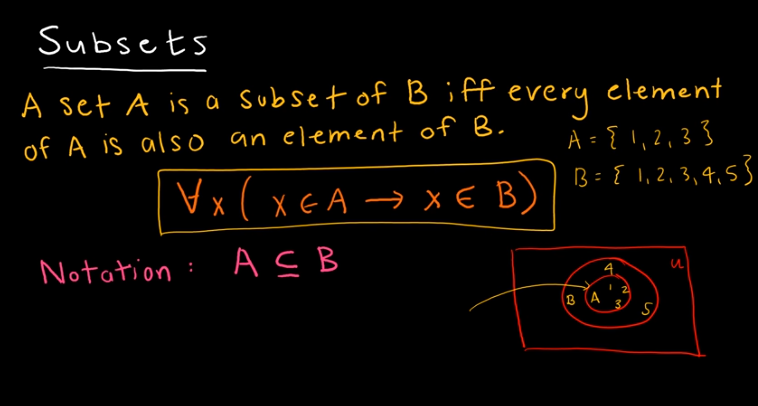 Subsets
A set A is a subset of B iff every element
of A is also an element of B.
A = { 1, 2, 3 }
B = { 1, 2, 3, 4, 5 }
∀x ( x ∈ A → x ∈ B )
Notation : A ⊆ B
U
4
B A 1 2
3 5